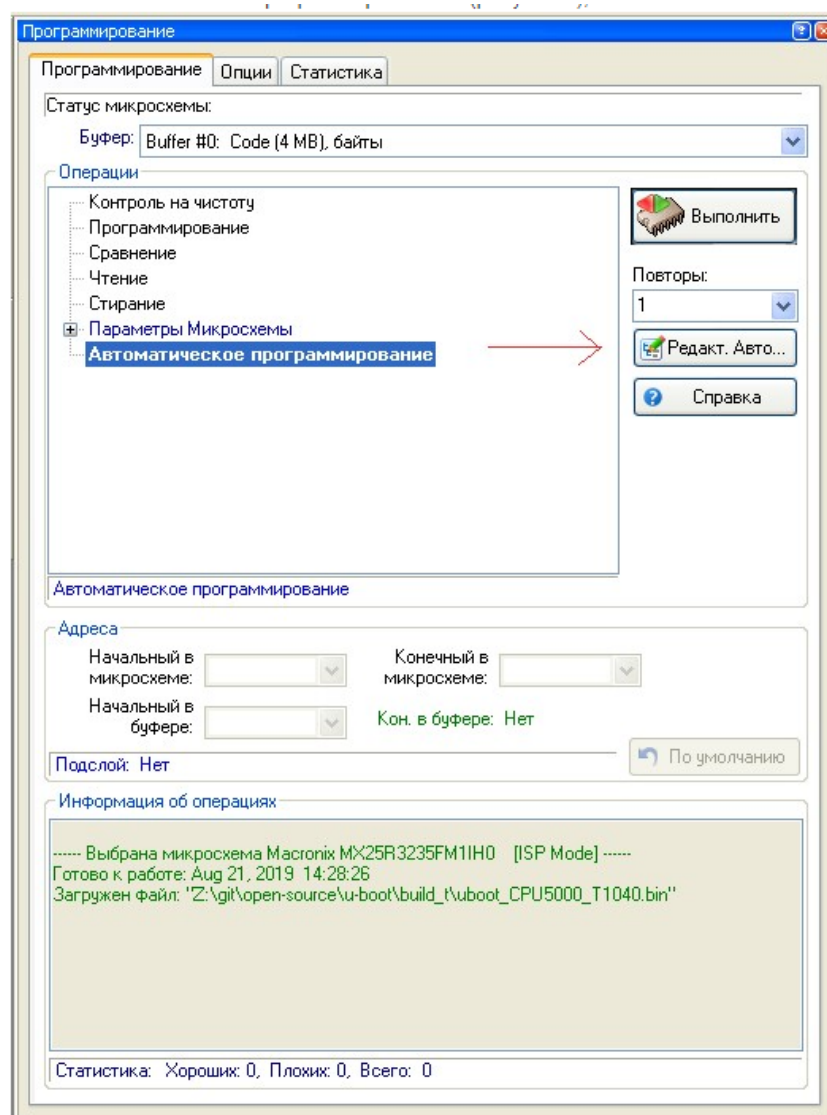 Программирование
Программирование Опции Статистика
Статус микросхемы:
Буфер: Buffer #0: Code (4 MB), байты
Операции
Контроль на чистоту
Программирование
Сравнение
Чтение
Стирание
Параметры Микросхемы
Автоматическое программирование
Выполнить
Повторы:
1
Редакт. Авто...
Справка
Автоматическое программирование
Адреса
Начальный в микросхеме:
Конечный в микросхеме:
Начальный в буфере:
Кон. в буфере: Нет
Подслой: Нет
По умолчанию
Информация об операциях
------ Выбрана микросхема Macronix MX25R3235FM1IH0 [ISP Mode] ------
Готово к работе: Aug 21, 2019 14:28:26
Загружен файл: "Z:\git\open-source\u-boot\build_t\uboot_CPU5000_T1040.bin"
Статистика: Хороших: 0, Плохих: 0, Всего: 0